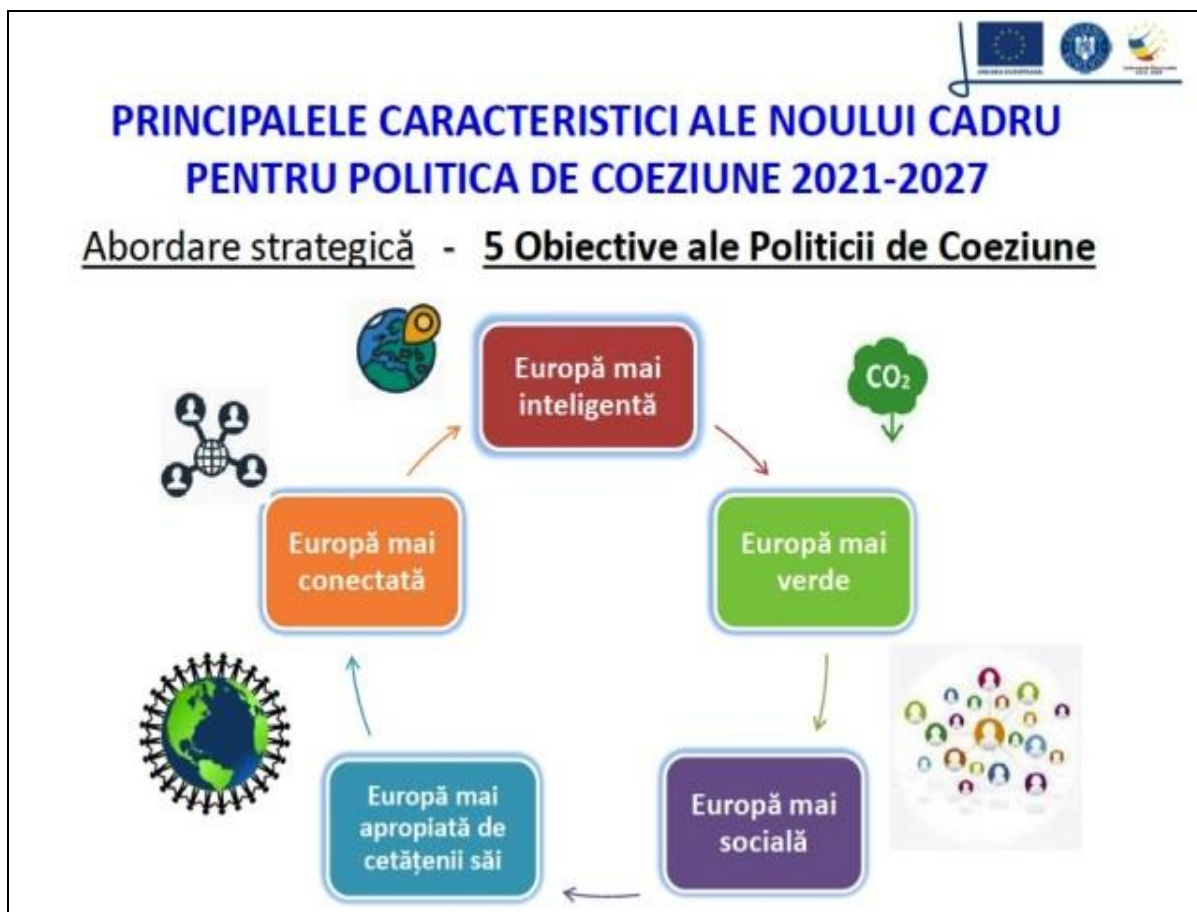 UNIUNEA EUROPEANĂ
PRINCIPALELE CARACTERISTICI ALE NOULUI CADRU
PENTRU POLITICA DE COEZIUNE 2021-2027
Abordare strategică - 5 Obiective ale Politicii de Coeziune
Europă mai
inteligentă
CO₂
Europă mai
conectată
Europă mai
verde
Europă mai
apropiată de
cetățenii săi
Europă mai
socială